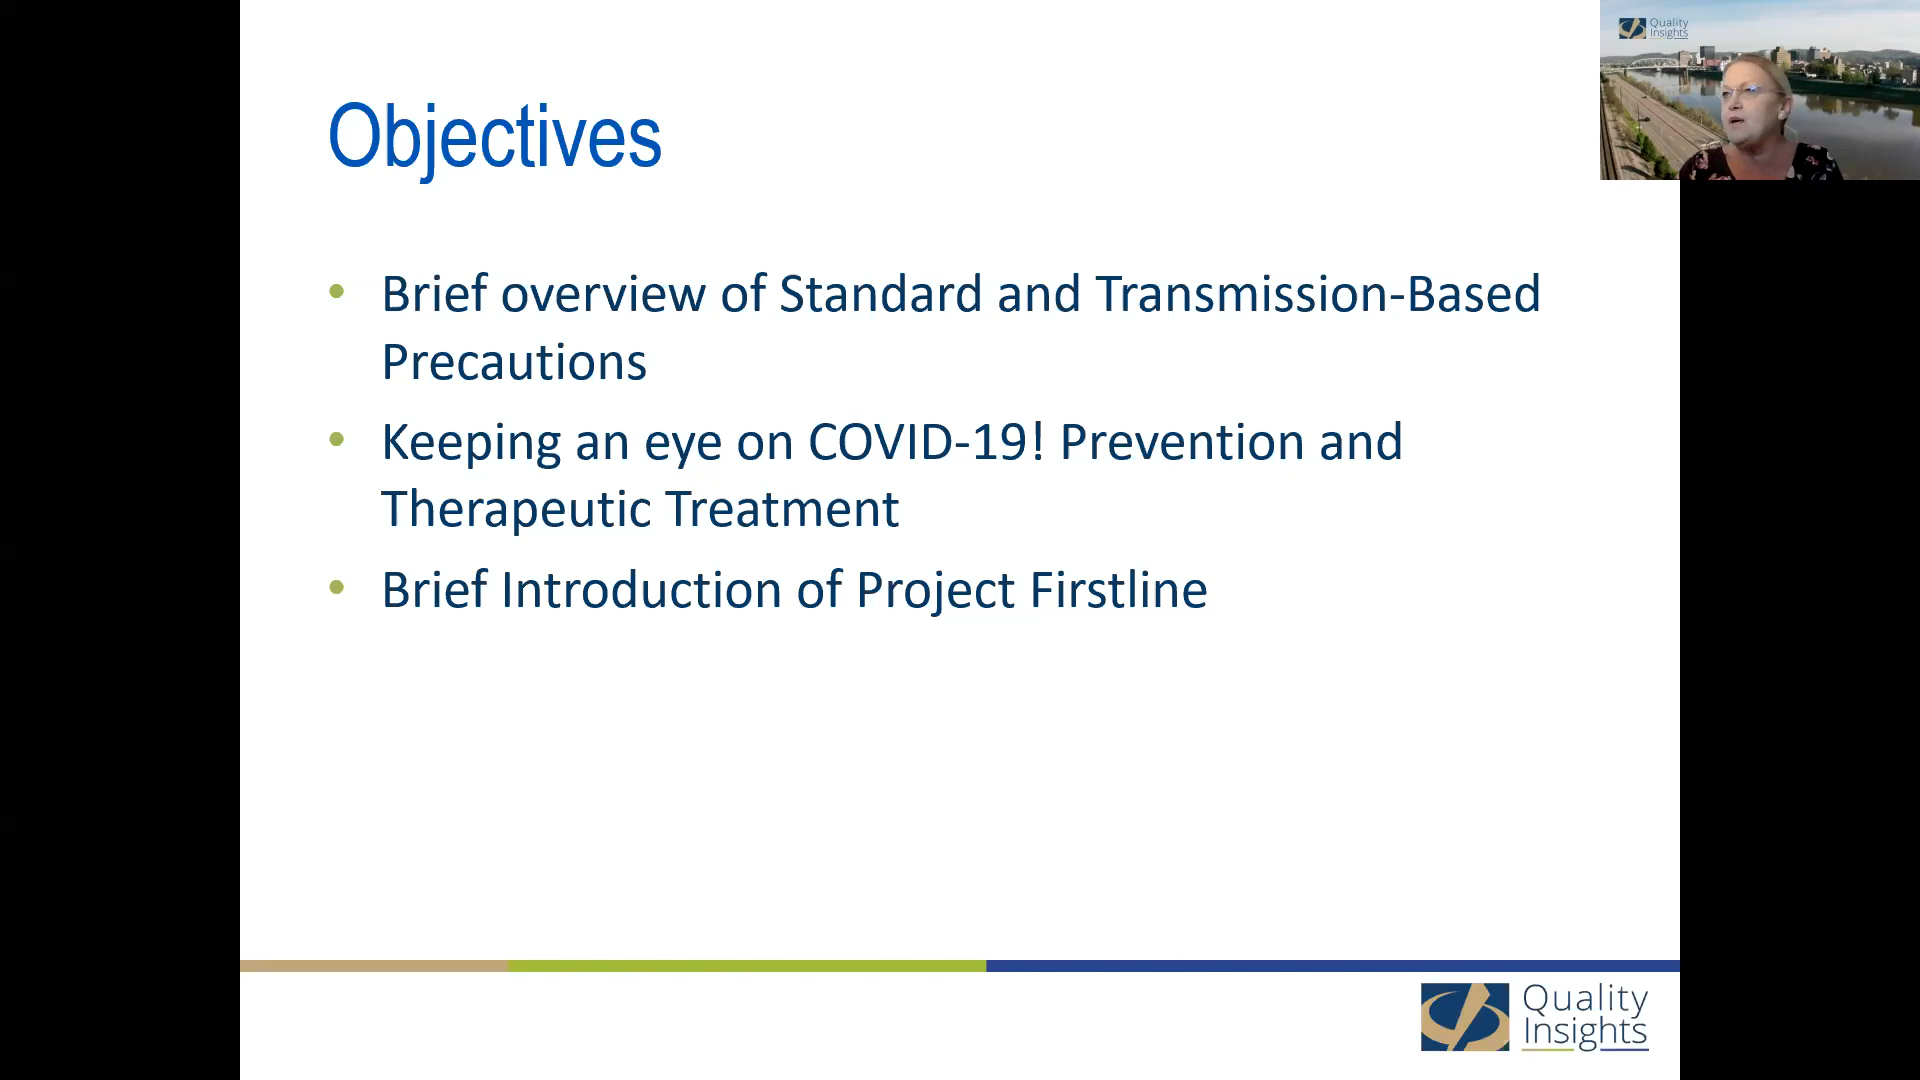 Quality
Insights
Objectives
• Brief overview of Standard and Transmission-Based
Precautions
• Keeping an eye on COVID-19! Prevention and
Therapeutic Treatment
• Brief Introduction of Project Firstline
Quality
Insights